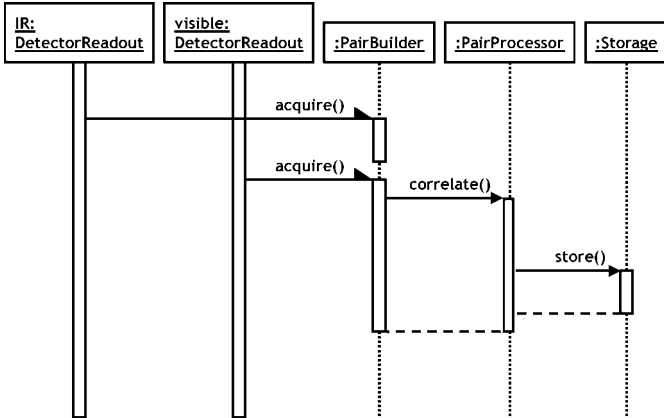 IR:
DetectorReadout
visible:
DetectorReadout
:PairBuilder
:PairProcessor
:Storage
acquire()
acquire()
correlate()
store()